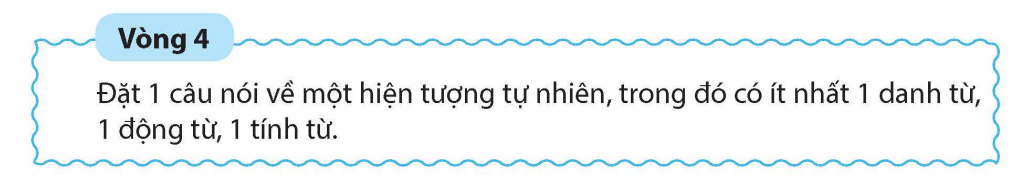 Vòng 4
Đặt 1 câu nói về một hiện tượng tự nhiên, trong đó có ít nhất 1 danh từ,
1 động từ, 1 tính từ.